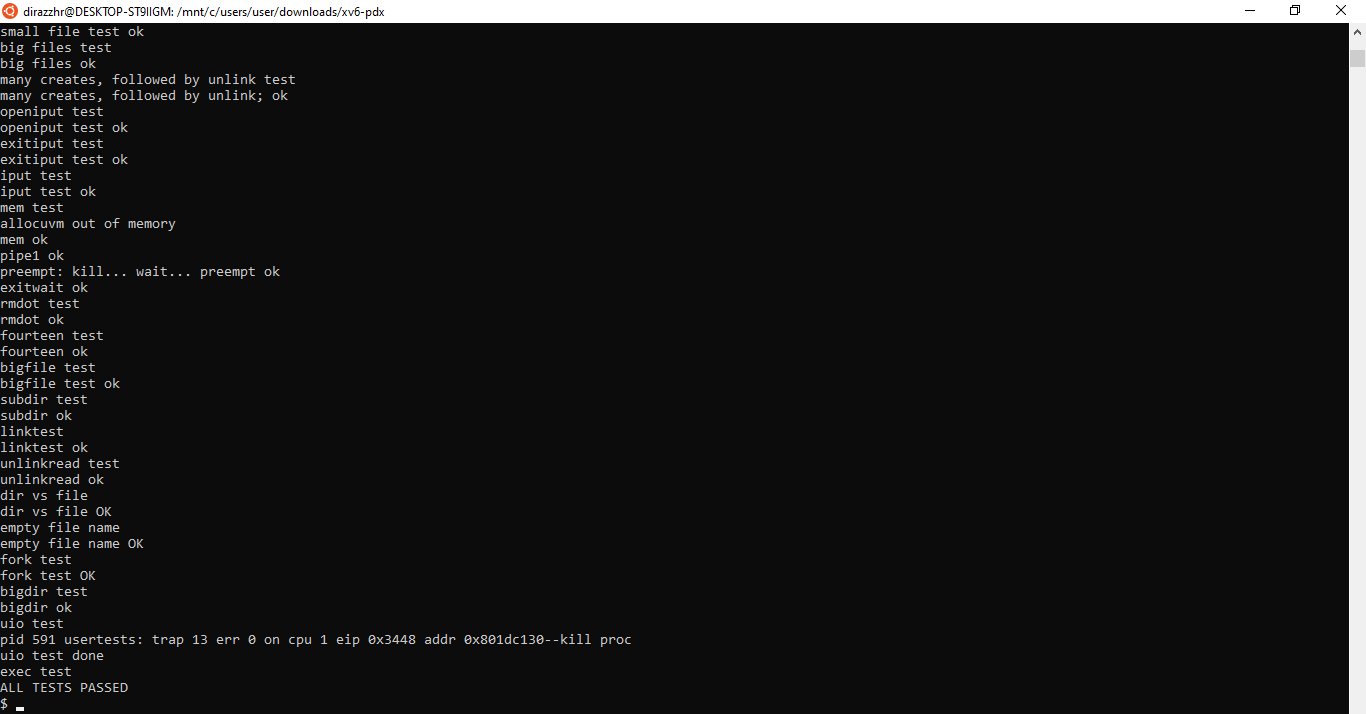 dirazzhr@DESKTOP-ST9IIGM: /mnt/c/users/user/downloads/xv6-pdx
small file test ok
big files test
big files ok
many creates, followed by unlink test
many creates, followed by unlink; ok
openiput test
openiput test ok
exitiput test
exitiput test ok
iput test
iput test ok
mem test
allocuvm out of memory
mem ok
pipe1 ok
preempt: kill... wait... preempt ok
exitwait ok
rmdot test
rmdot ok
fourteen test
fourteen ok
bigfile test
bigfile test ok
subdir test
subdir ok
linktest
linktest ok
unlinkread test
unlinkread ok
dir vs file
dir vs file OK
empty file name
empty file name OK
fork test
fork test OK
bigdir test
bigdir ok
uio test
pid 591 usertests: trap 13 err 0 on cpu 1 eip 0x3448 addr 0x801dc130--kill proc
uio test done
exec test
ALL TESTS PASSED
$